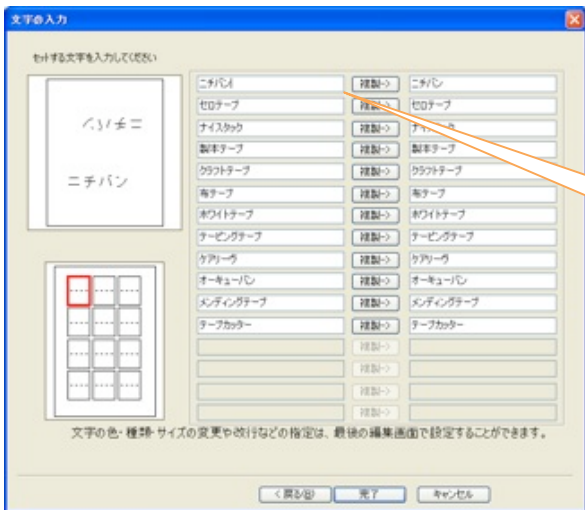 文字の入力
セットする文字を入力してください
ニチバン 複製-> ニチバン
セロテープ 複製-> セロテープ
ナイスタック 複製->
製本テープ 複製-> 製本テープ
クラフトテープ 複製-> クラフトテープ
布テープ 複製-> 布テープ
ホワイトテープ 複製-> ホワイトテープ
テーピングテープ 複製-> テーピングテープ
ケアリーヴ 複製-> ケアリーヴ
オーキューバン 複製-> オーキューバン
メンディングテープ 複製-> メンディングテープ
テープカッター 複製-> テープカッター
複製->
複製->
複製->
複製->
ニチバン
ニチバン
文字の色・種類・サイズの変更や改行などの指定は、最後の編集画面で設定することができます。
< 戻る(B) 完了 キャンセル